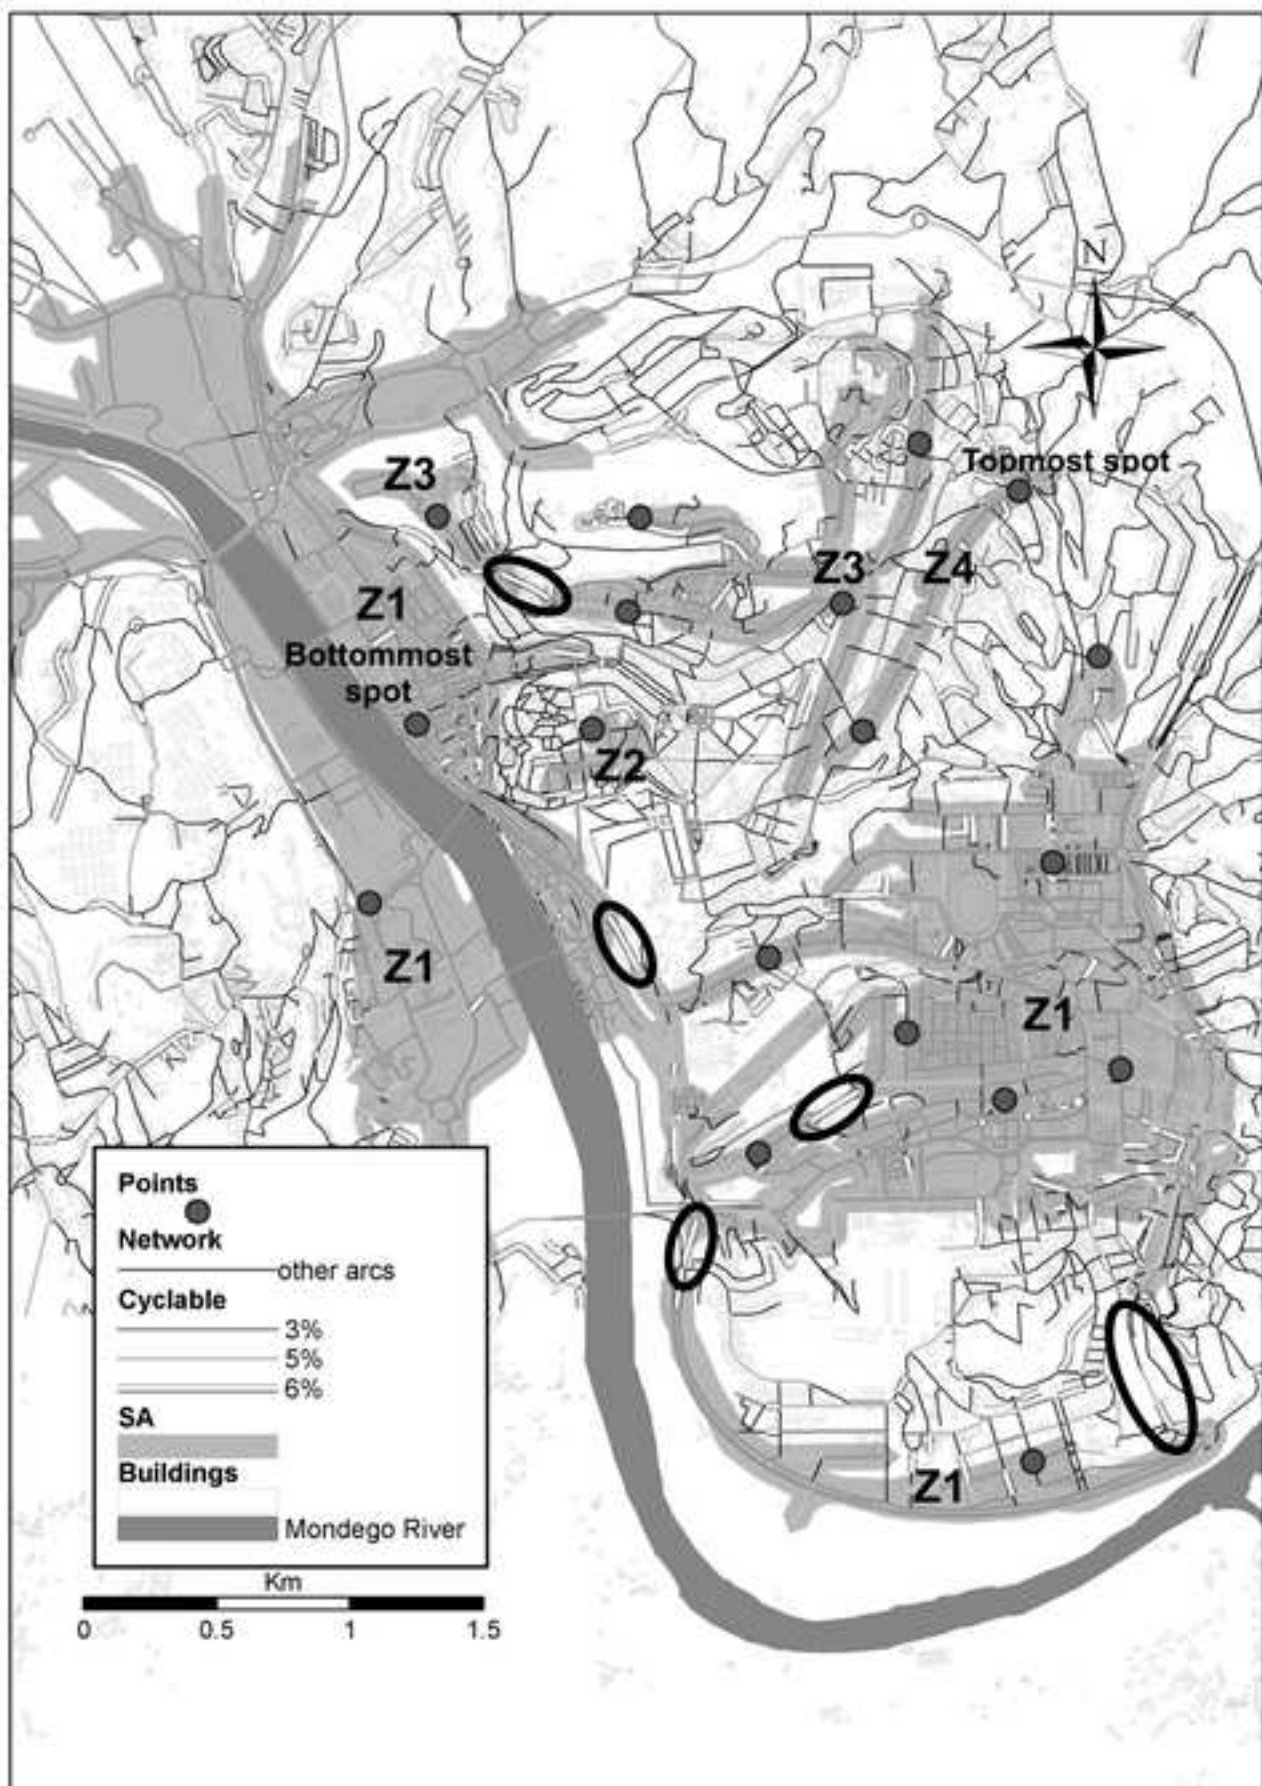 N
Topmost spot
Z3
Z3
Z4
Z1
Bottommost
spot
Z2
Z1
Z1
Points
Network
other arcs
Cyclable
3%
5%
6%
SA
Buildings
Mondego River
Z1
Km
0 0.5 1 1.5